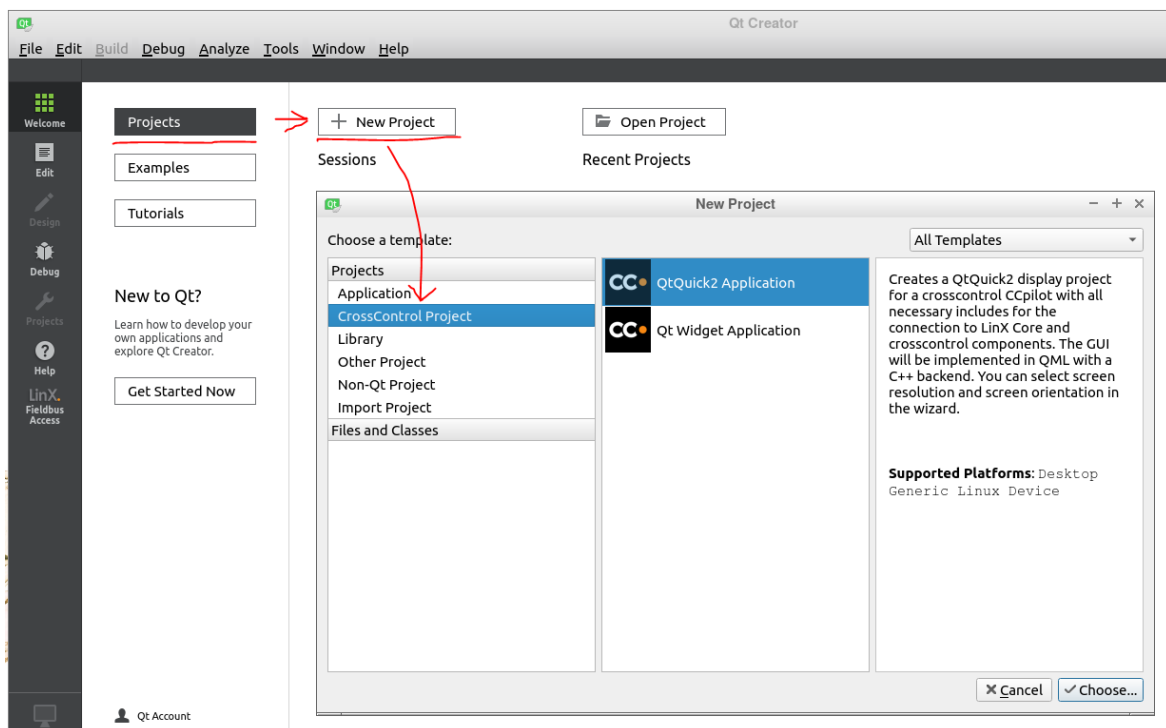 Qt Creator
File Edit Build Debug Analyze Tools Window Help
Welcome
Edit
Design
Debug
Projects
Help
LinX.
Fieldbus
Access
Projects
Examples
Tutorials
New to Qt?
Learn how to develop your
own applications and
explore Qt Creator.
Get Started Now
Qt Account
+ New Project
Open Project
Sessions
Recent Projects
Qt New Project
Choose a template:
All Templates
Projects
Application
CrossControl Project
Library
Other Project
Non-Qt Project
Import Project
Files and Classes
CC QtQuick2 Application
CC Qt Widget Application
Creates a QtQuick2 display project
for a crosscontrol CCpilot with all
necessary includes for the
connection to LinX Core and
crosscontrol components. The GUI
will be implemented in QML with a
C++ backend. You can select screen
resolution and screen orientation in
the wizard.
Supported Platforms: Desktop
Generic Linux Device
Cancel
Choose...